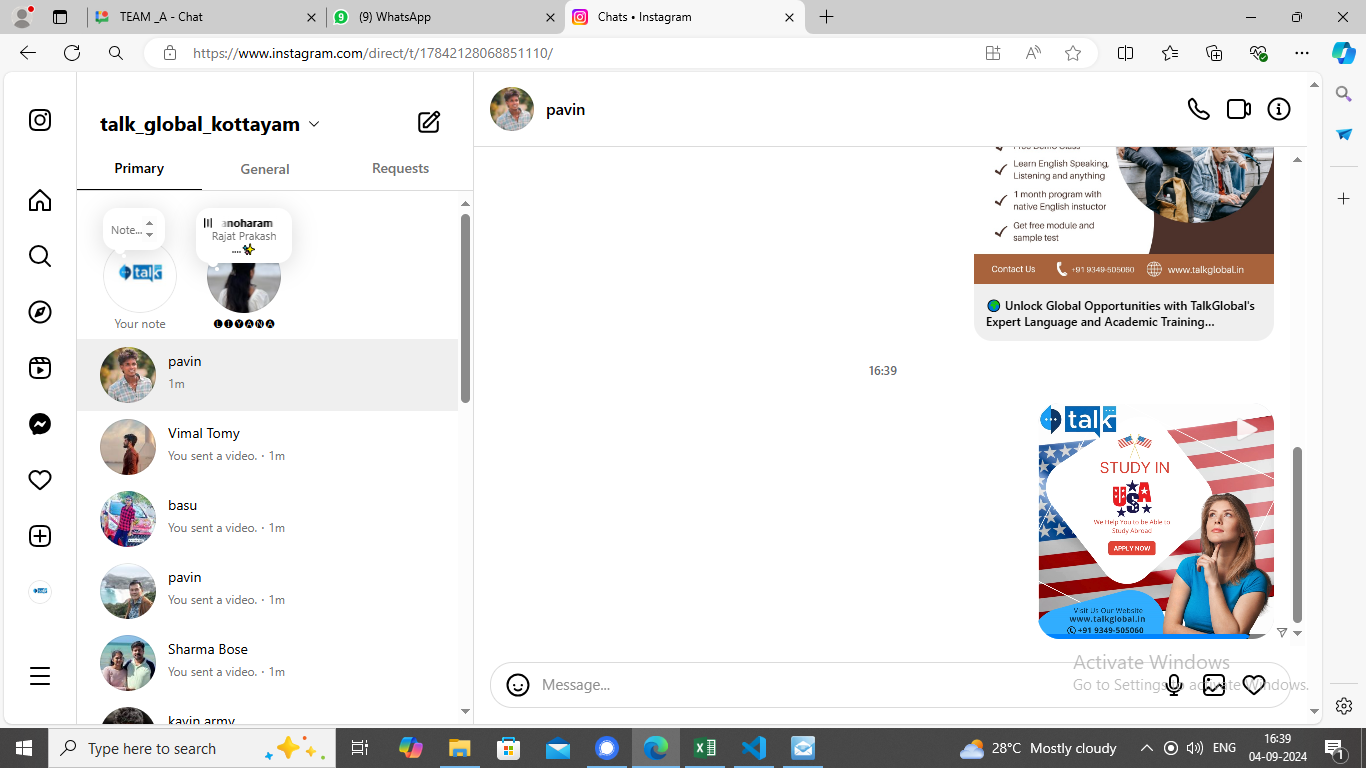 TEAM _A - Chat
(9) WhatsApp
Chats • Instagram
https://www.instagram.com/direct/t/17842128068851110/
talk_global_kottayam
Primary
General
Requests
Note...
anoharam
Rajat Prakash
....
talk
Your note
🅛🅘🅨🅐🅝🅐
pavin
1m
Vimal Tomy
You sent a video. · 1m
basu
You sent a video. · 1m
pavin
You sent a video. · 1m
Sharma Bose
You sent a video. · 1m
kavin army
pavin
Free Demo Class
Learn English Speaking,
Listening and anything
1 month program with
native English instuctor
Get free module and
sample test
Contact Us
+91 9349-505060
www.talkglobal.in
🌍 Unlock Global Opportunities with TalkGlobal's
Expert Language and Academic Training...
16:39
talk
STUDY IN
USA
We Help You to be Able to
Study Abroad
APPLY NOW
Visit Us Our Website
www.talkglobal.in
+91 9349-505060
Message...
Activate Windows
Go to Settings to activate Windows.
Type here to search
28°C Mostly cloudy
ENG
16:39
04-09-2024
1